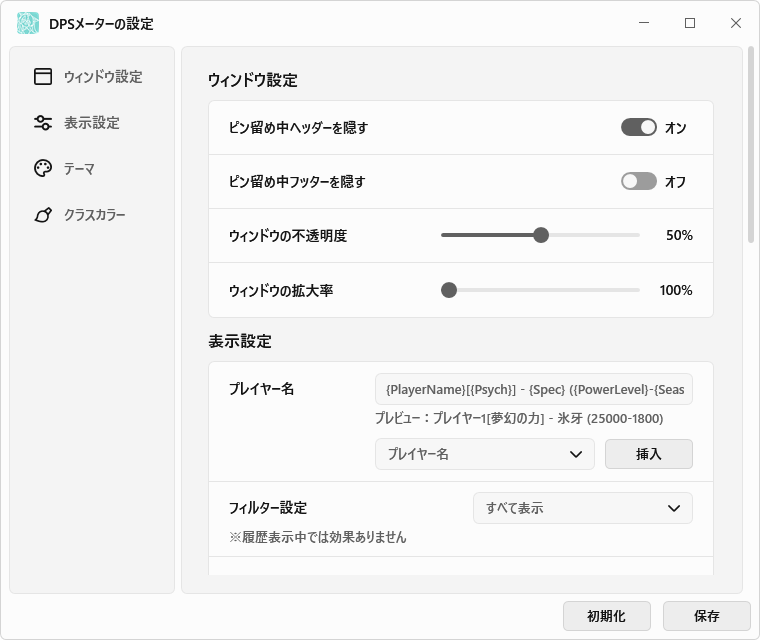 DPSメーターの設定
ウィンドウ設定
表示設定
テーマ
クラスカラー
ウィンドウ設定
ピン留め中ヘッダーを隠す
オン
ピン留め中フッターを隠す
オフ
ウィンドウの不透明度
50%
ウィンドウの拡大率
100%
表示設定
プレイヤー名
{PlayerName}[{Psych}] - {Spec} ({PowerLevel}-{Seas
プレビュー：プレイヤー1[夢幻の力] - 氷牙 (25000-1800)
プレイヤー名
挿入
フィルター設定
すべて表示
※履歴表示中では効果ありません
初期化
保存